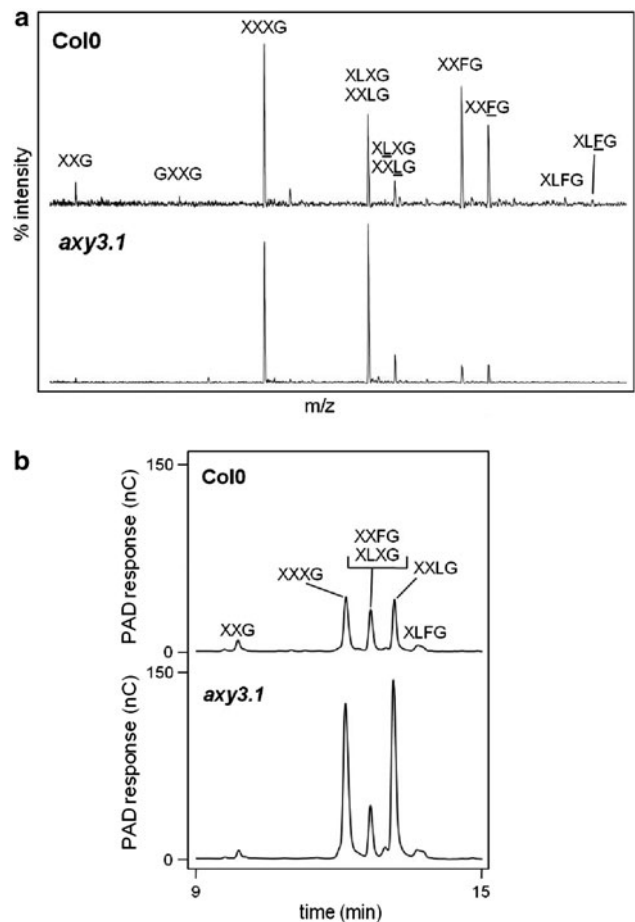 a
Col0
XXG
GXXG
XXXG
XLXG
XXLG
XLXG
XXLG
XXFG
XXFG
XLFG
XLFG
% intensity
axy3.1
m/z
b
150
Col0
PAD response (nC)
XXG
XXXG
XXFG
XLXG
XXLG
XLFG
0
150
axy3.1
PAD response (nC)
0
9
15
time (min)